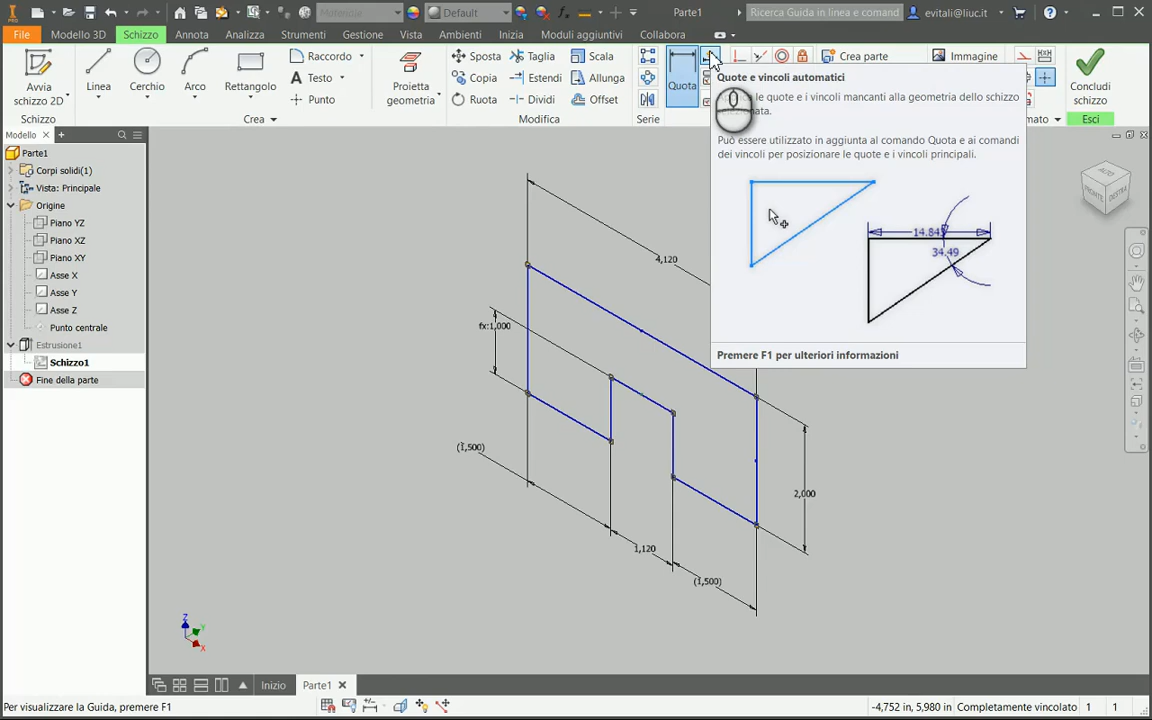 I
PRO
Materiale
Default
fx
Parte1
Ricerca Guida in linea e comand
evitali@liuc.it
File
Modello 3D
Schizzo
Annota
Analizza
Strumenti
Gestione
Vista
Ambienti
Inizia
Moduli aggiuntivi
Collabora
Avvia
schizzo 2D
Linea
Cerchio
Arco
Rettangolo
Raccordo
Testo
Punto
Proietta
geometria
Sposta
Copia
Ruota
Taglia
Estendi
Dividi
Scala
Allunga
Offset
Quota
Crea parte
Immagine
Concludi
schizzo
Schizzo
Crea
Modifica
Serie
Esci
Quote e vincoli automatici
le quote e i vincoli mancanti alla geometria dello schizzo
Può essere utilizzato in aggiunta al comando Quota e ai comandi
dei vincoli per posizionare le quote e i vincoli principali.
34.49
Premere F1 per ulteriori informazioni
Modello
Parte1
Corpi solidi(1)
Vista: Principale
Origine
Piano YZ
Piano XZ
Piano XY
Asse X
Asse Y
Asse Z
Punto centrale
Estrusione1
Schizzo1
Fine della parte
ALTO
FRONTE
DESTRA
4,120
fx:1,000
(1,500)
2,000
1,120
(1,500)
Z
Y
X
Inizio
Parte1
Per visualizzare la Guida, premere F1
-4,752 in, 5,980 in
Completamente vincolato
1
1